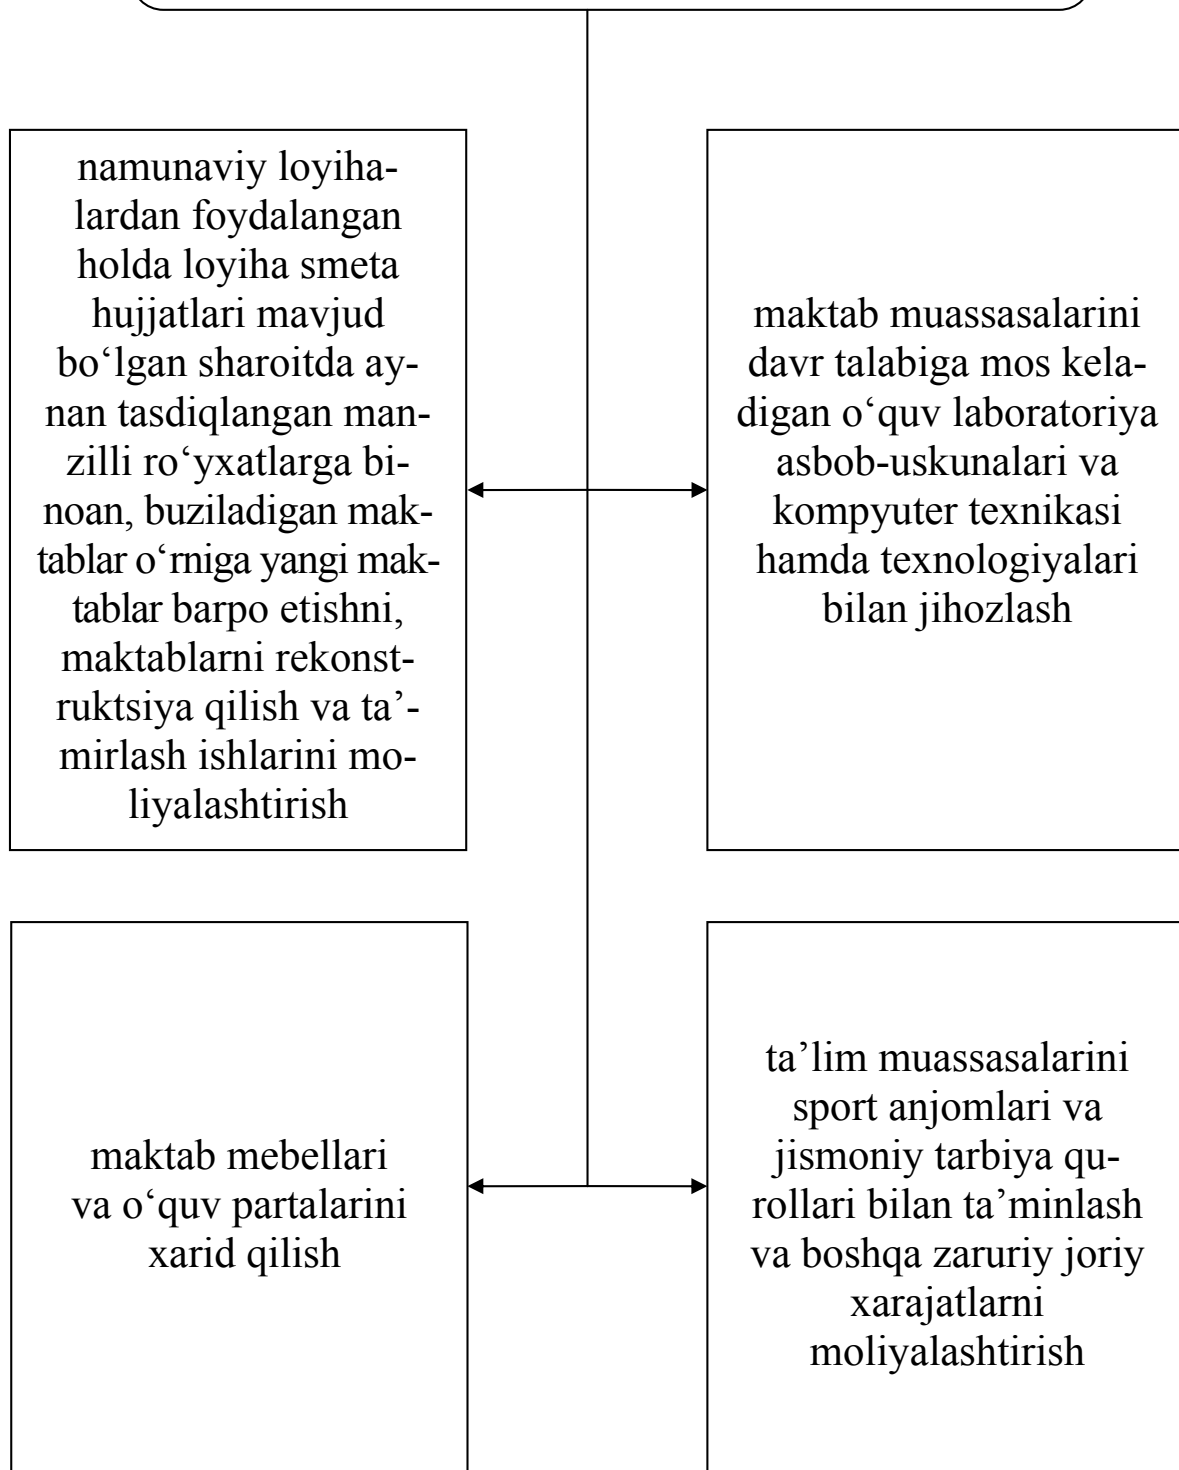 namunaviy loyiha-
lardan foydalangan
holda loyiha smeta
hujjatlari mavjud
bo‘lgan sharoitda ay-
nan tasdiqlangan man-
zilli ro‘yxatlarga bi-
noan, buziladigan mak-
tablar o‘rniga yangi mak-
tablar barpo etishni,
maktablarni rekonst-
ruktsiya qilish va ta’-
mirlash ishlarini mo-
liyalashtirish
maktab muassasalarini
davr talabiga mos kela-
digan o‘quv laboratoriya
asbob-uskunalari va
kompyuter texnikasi
hamda texnologiyalari
bilan jihozlash
maktab mebellari
va o‘quv partalarini
xarid qilish
ta’lim muassasalarini
sport anjomlari va
jismoniy tarbiya qu-
rollari bilan ta’minlash
va boshqa zaruriy joriy
xarajatlarni
moliyalashtirish